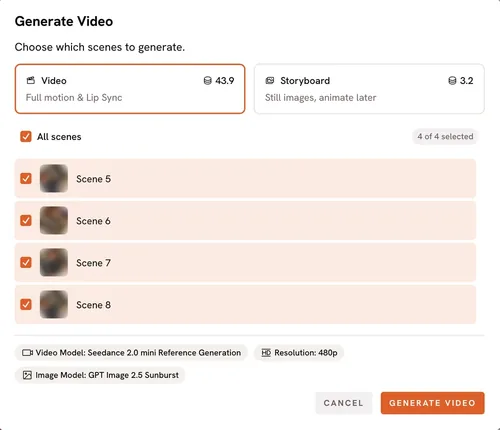 Generate Video
Choose which scenes to generate.
Video 43.9
Full motion & Lip Sync
Storyboard 3.2
Still images, animate later
All scenes 4 of 4 selected
Scene 5
Scene 6
Scene 7
Scene 8
Video Model: Seedance 2.0 mini Reference Generation Resolution: 480p
Image Model: GPT Image 2.5 Sunburst
CANCEL GENERATE VIDEO